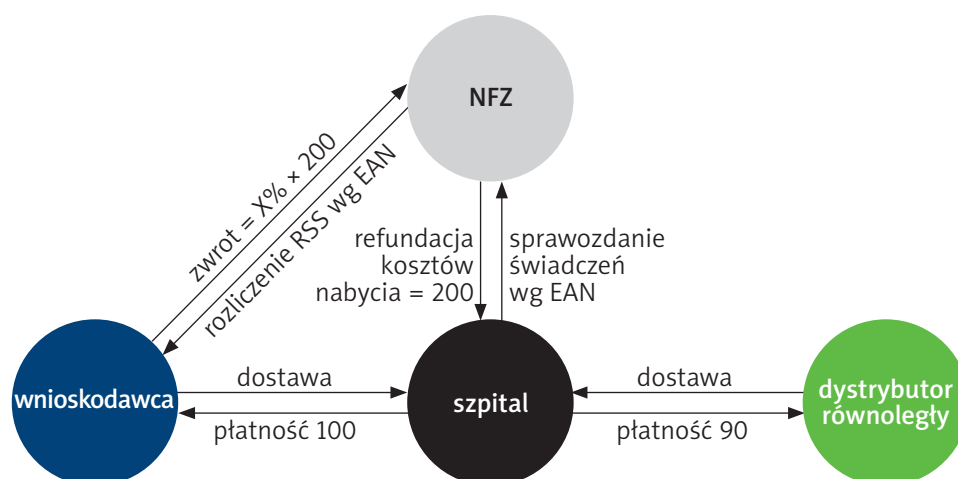 NFZ
zwrot = X% × 200
rozliczenie RSS wg EAN
refundacja
kosztów
nabycia = 200
sprawozdanie
świadczeń
wg EAN
wnioskodawca
dostawa
płatność 100
szpital
dostawa
płatność 90
dystrybutor
równoległy